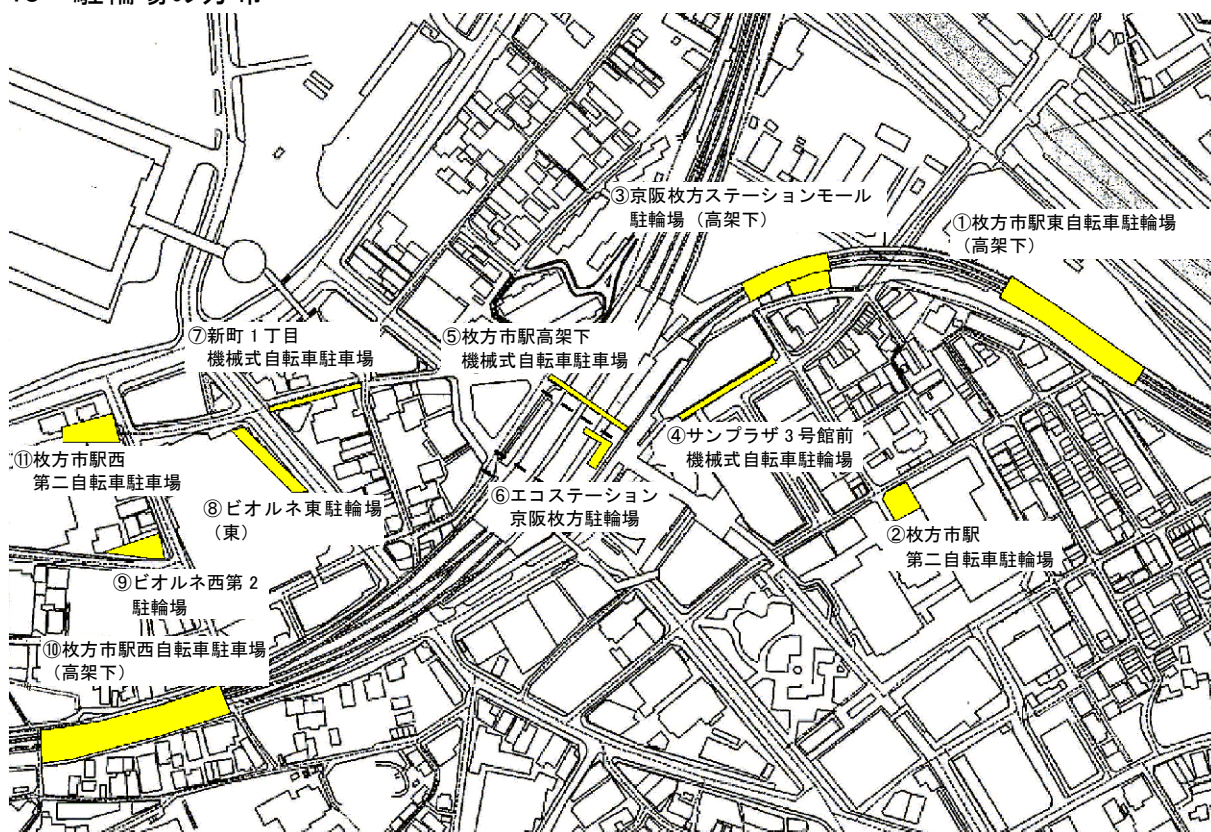 ③京阪枚方ステーションモール
駐輪場（高架下）
①枚方市駅東自転車駐輪場
（高架下）
⑦新町１丁目
機械式自転車駐車場
⑤枚方市駅高架下
機械式自転車駐車場
④サンプラザ３号館前
機械式自転車駐輪場
⑪枚方市駅西
第二自転車駐車場
⑧ビオルネ東駐輪場
（東）
⑥エコステーション
京阪枚方駐輪場
②枚方市駅
第二自転車駐輪場
⑨ビオルネ西第２
駐輪場
⑩枚方市駅西自転車駐車場
（高架下）